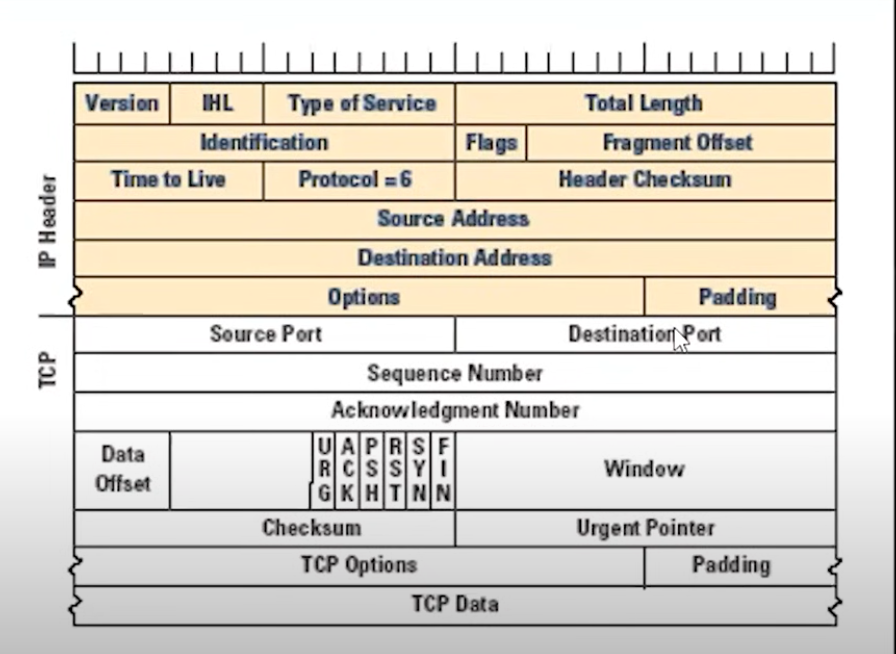 Version IHL Type of Service Total Length
Identification Flags Fragment Offset
Time to Live Protocol = 6 Header Checksum
Source Address
Destination Address
Options Padding
IP Header
Source Port Destination Port
Sequence Number
Acknowledgment Number
Data Offset URG ACK PSH RST SYN FIN Window
Checksum Urgent Pointer
TCP Options Padding
TCP Data
TCP